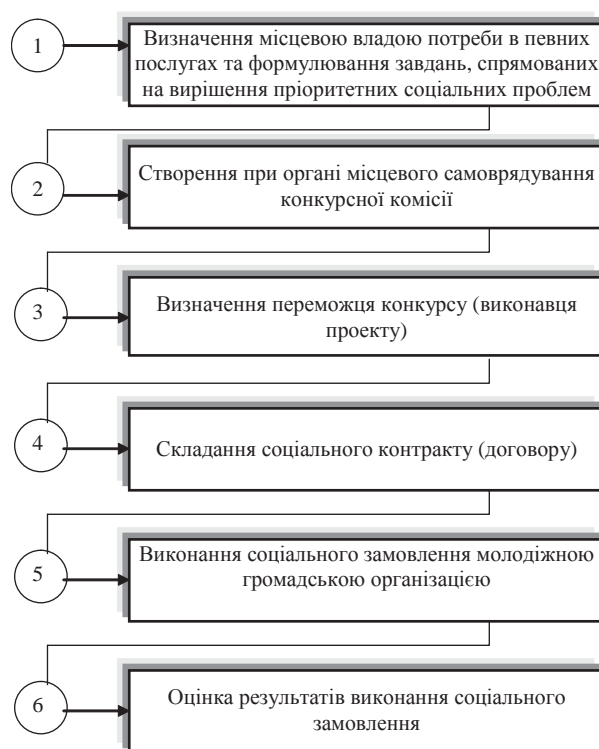 1
Визначення місцевою владою потреби в певних
послугах та формулювання завдань, спрямованих
на вирішення пріоритетних соціальних проблем
2
Створення при органі місцевого самоврядування
конкурсної комісії
3
Визначення переможця конкурсу (виконавця
проекту)
4
Складання соціального контракту (договору)
5
Виконання соціального замовлення молодіжною
громадською організацією
6
Оцінка результатів виконання соціального
замовлення